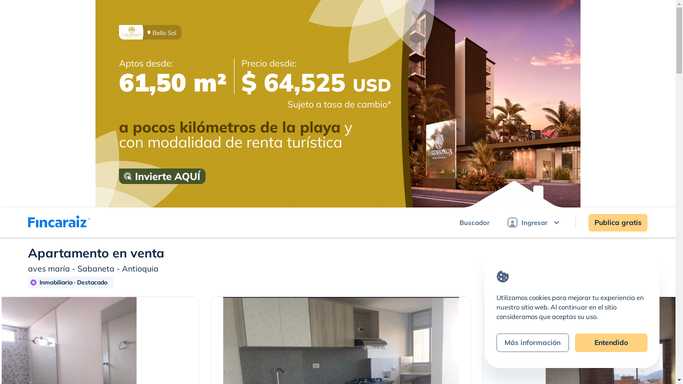 Bello Sol
Aptos desde:
61,50 m²
Precio desde:
$ 64,525 USD
Sujeto a tasa de cambio*
a pocos kilómetros de la playa y
con modalidad de renta turística
Invierte AQUÍ
Fincaraiz
Buscador
Ingresar
Publica gratis
Apartamento en venta
aves maria - Sabaneta - Antioquia
Inmobiliaria · Destacado
Utilizamos cookies para mejorar tu experiencia en
nuestro sitio web. Al continuar en el sitio
consideramos que aceptas su uso.
Más información
Entendido